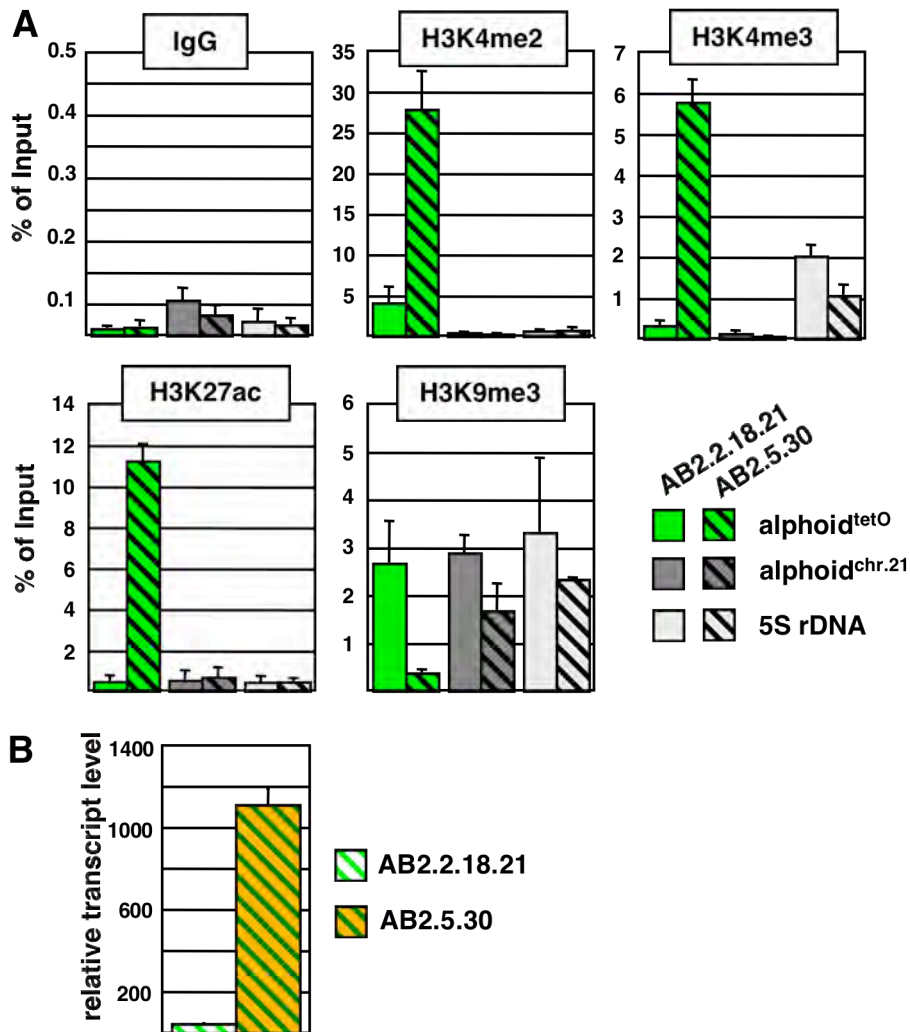 A
IgG
% of Input
0.5
0.4
0.3
0.2
0.1
H3K4me2
35
30
25
20
15
10
5
H3K4me3
7
6
5
4
3
2
1
H3K27ac
% of Input
14
12
10
8
6
4
2
H3K9me3
6
5
4
3
2
1
AB2.2.18.21
AB2.5.30
alphoidtetO
alphoidchr.21
5S rDNA
B
relative transcript level
1400
1000
600
200
AB2.2.18.21
AB2.5.30